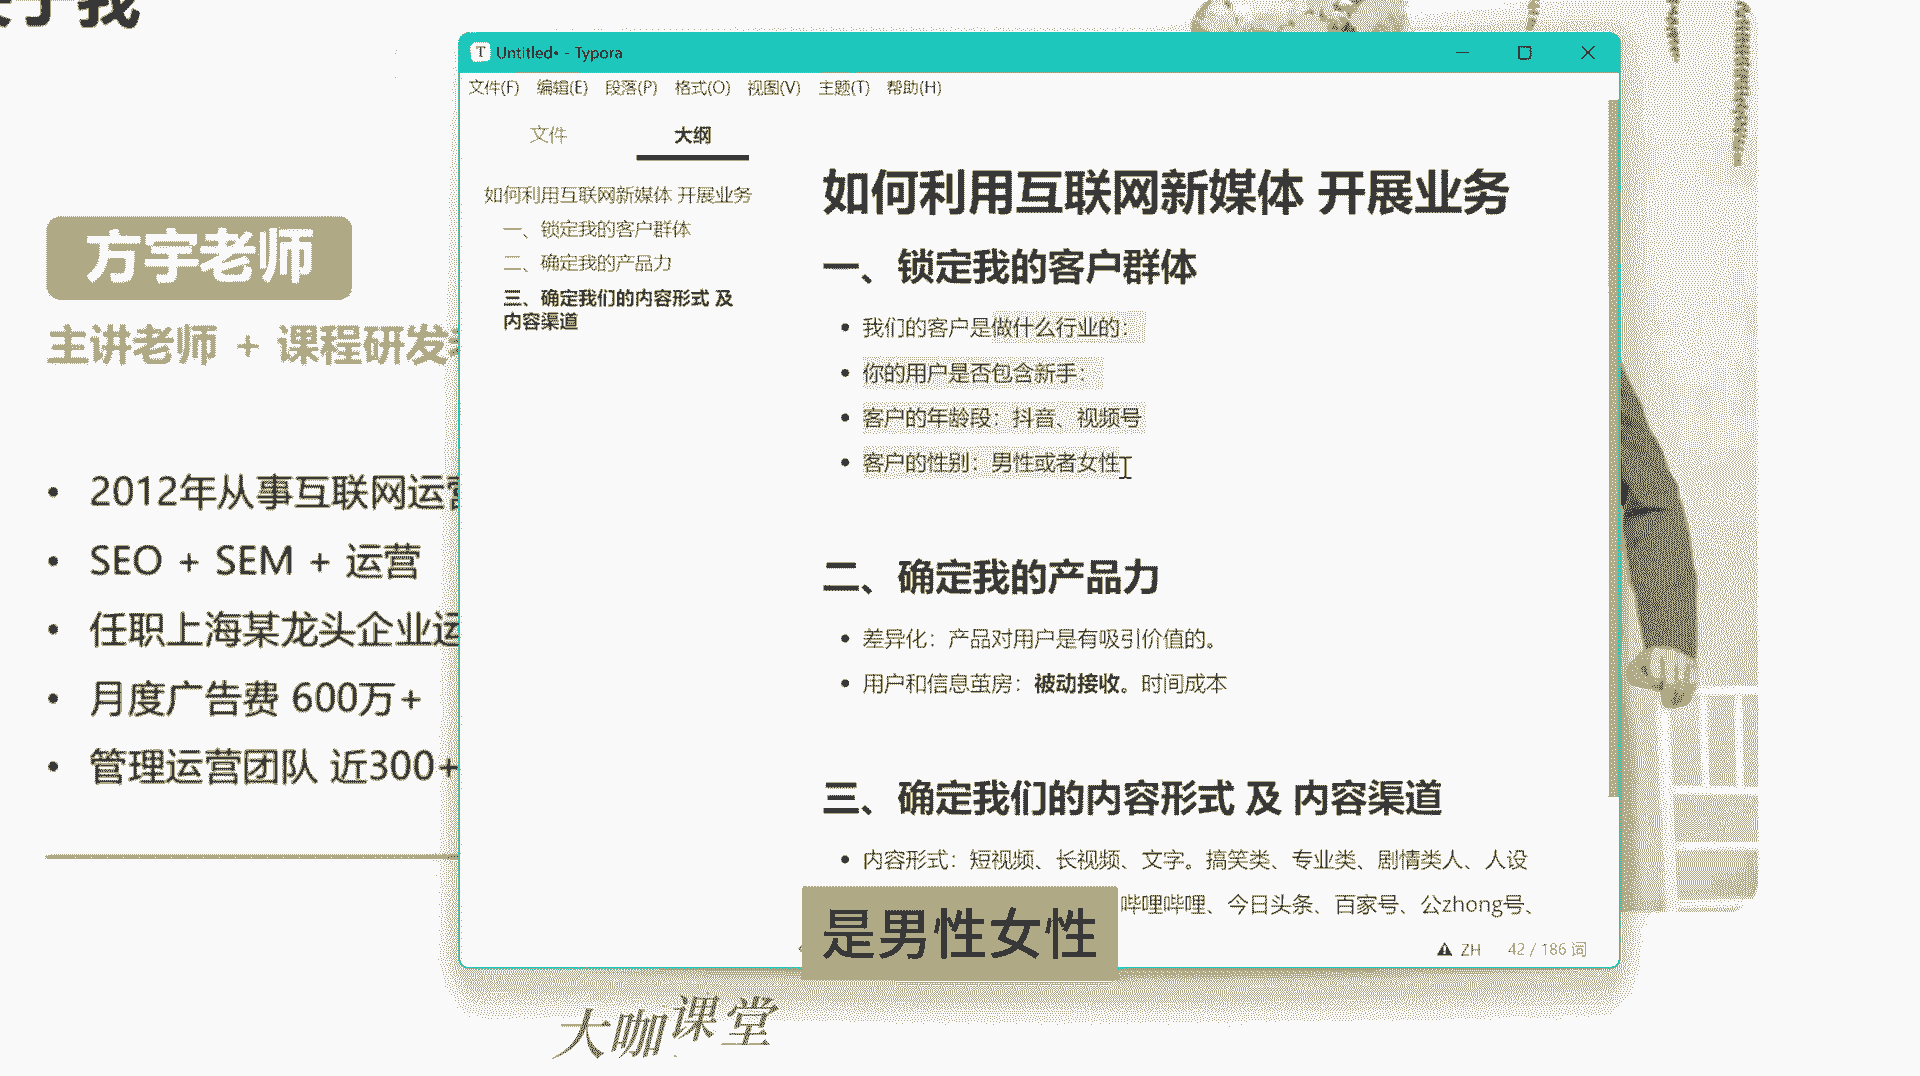 关于我
方宇老师
主讲老师 + 课程研发
2012年从事互联网运营
SEO + SEM + 运营
任职上海某龙头企业运
月度广告费 600万+
管理运营团队 近300+
T Untitled• - Typora
文件(F) 编辑(E) 段落(P) 格式(O) 视图(V) 主题(T) 帮助(H)
文件 大纲
如何利用互联网新媒体 开展业务
一、锁定我的客户群体
二、确定我的产品力
三、确定我们的内容形式 及
内容渠道
如何利用互联网新媒体 开展业务
一、锁定我的客户群体
我们的客户是做什么行业的：
你的用户是否包含新手：
客户的年龄段：抖音、视频号
客户的性别：男性或者女性
二、确定我的产品力
差异化：产品对用户是有吸引价值的。
用户和信息茧房：被动接收。时间成本
三、确定我们的内容形式 及 内容渠道
内容形式：短视频、长视频、文字。搞笑类、专业类、剧情类人、人设
哔哩哔哩、今日头条、百家号、公zhong号、
ZH 42 / 186 词
是男性女性
大咖课堂